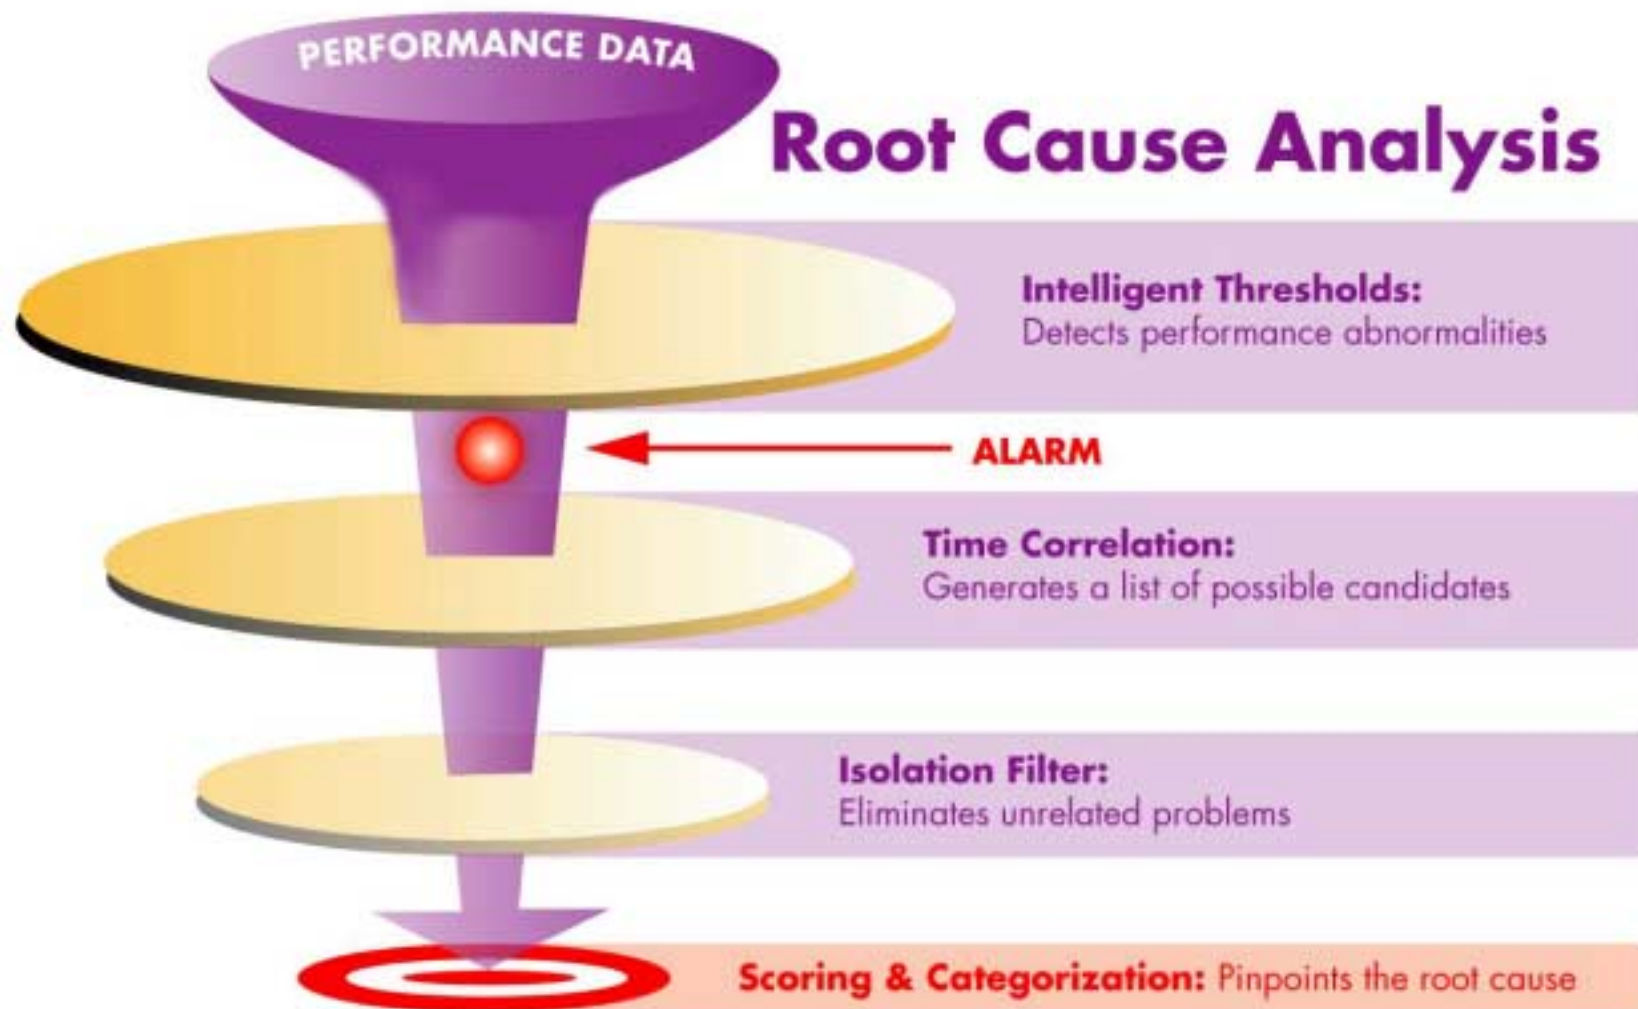 PERFORMANCE DATA
Root Cause Analysis
Intelligent Thresholds:
Detects performance abnormalities
ALARM
Time Correlation:
Generates a list of possible candidates
Isolation Filter:
Eliminates unrelated problems
Scoring & Categorization: Pinpoints the root cause